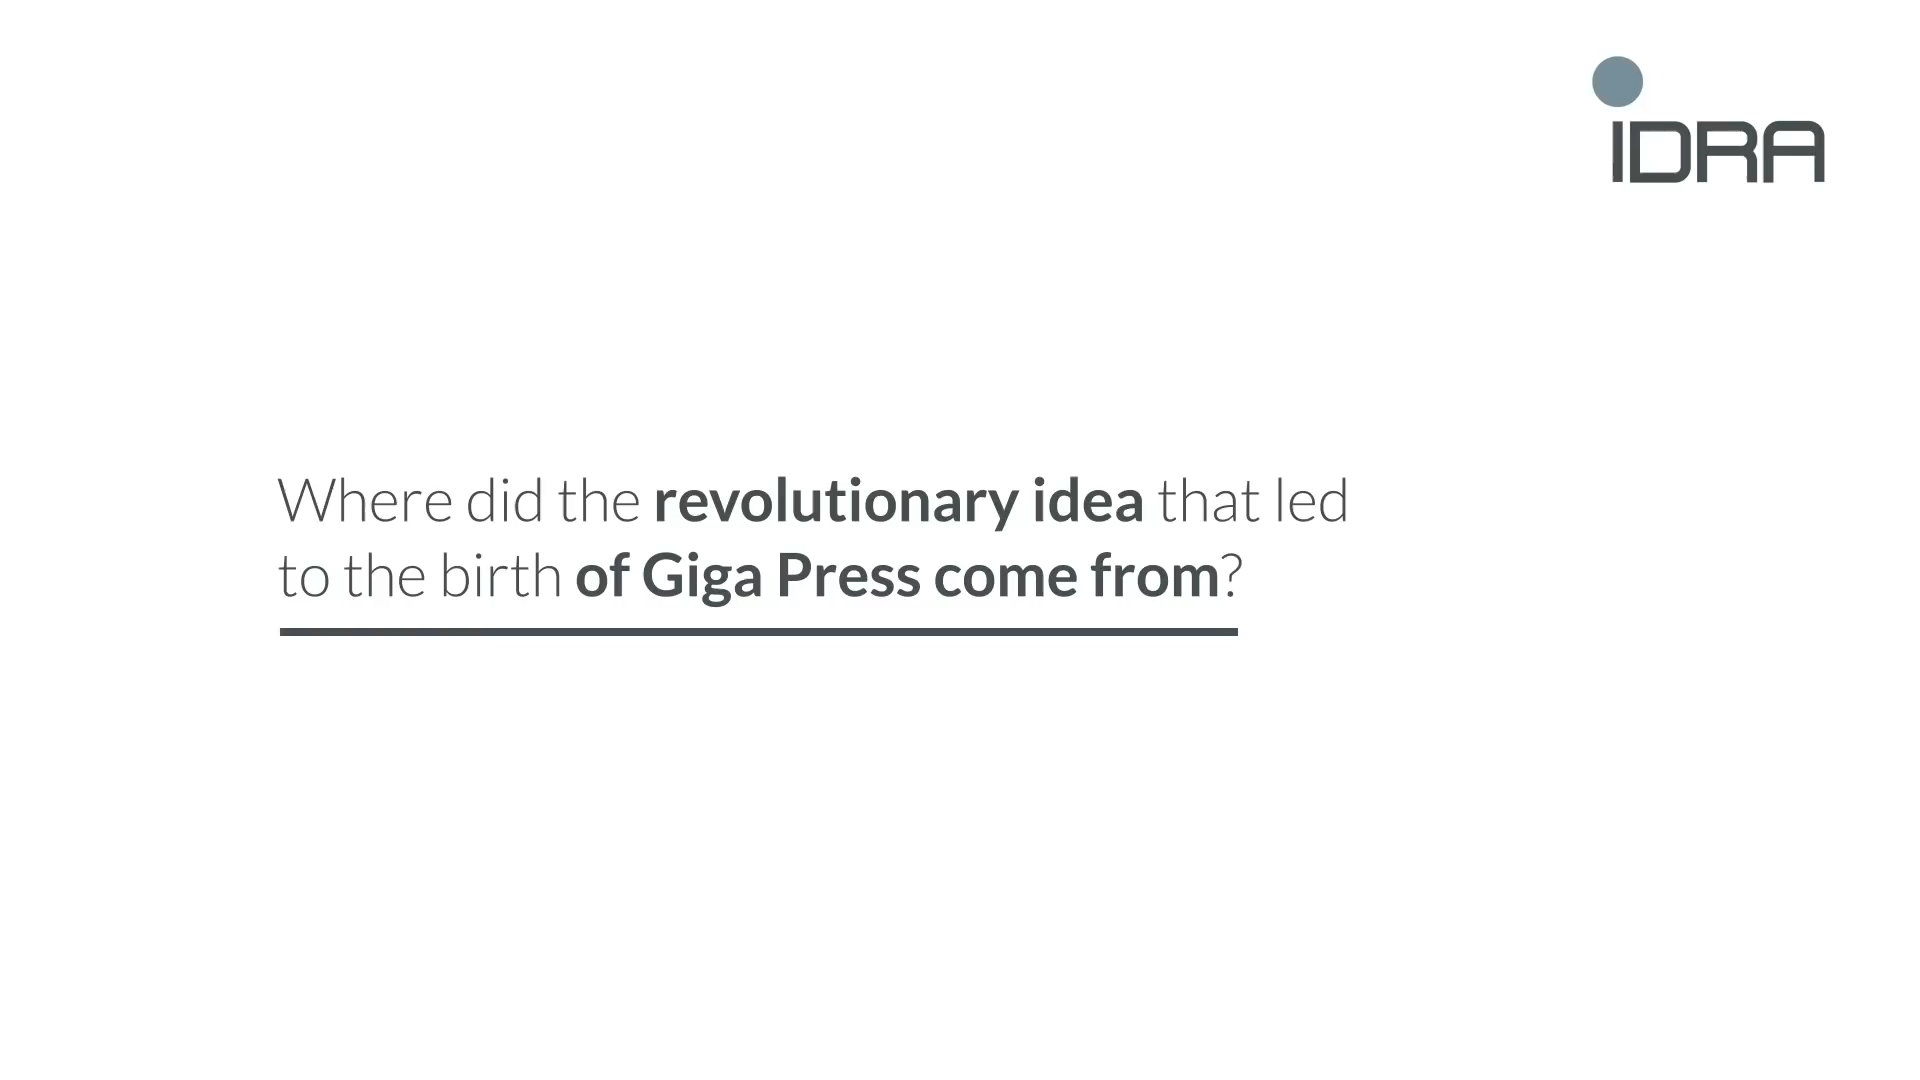 IDRA
Where did the revolutionary idea that led
to the birth of Giga Press come from?